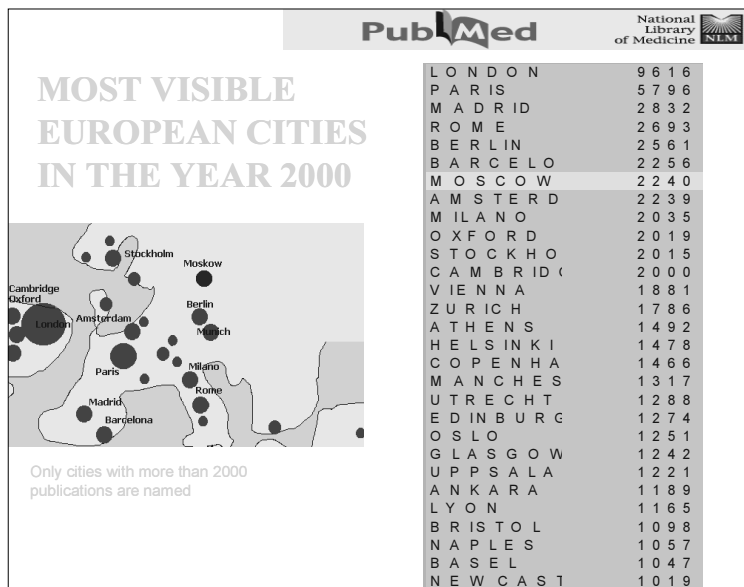 PubMed
National
Library
of Medicine NLM
MOST VISIBLE
EUROPEAN CITIES
IN THE YEAR 2000
LONDON 9616
PARIS 5796
MADRID 2832
ROME 2693
BERLIN 2561
BARCELO 2256
MOSCOW 2240
AMSTERD 2239
MILANO 2035
OXFORD 2019
STOCKHO 2015
CAMBRIDG 2000
VIENNA 1881
ZURICH 1786
ATHENS 1492
HELSINKI 1478
COPENHA 1466
MANCHES 1317
UTRECHT 1288
EDINBURG 1274
OSLO 1251
GLASGOW 1242
UPPSALA 1221
ANKARA 1189
LYON 1165
BRISTOL 1098
NAPLES 1057
BASEL 1047
NEWCAST 1019
Stockholm
Moskow
Cambridge
Oxford
London
Amsterdam
Berlin
Munich
Paris
Milano
Rome
Madrid
Barcelona
Only cities with more than 2000
publications are named